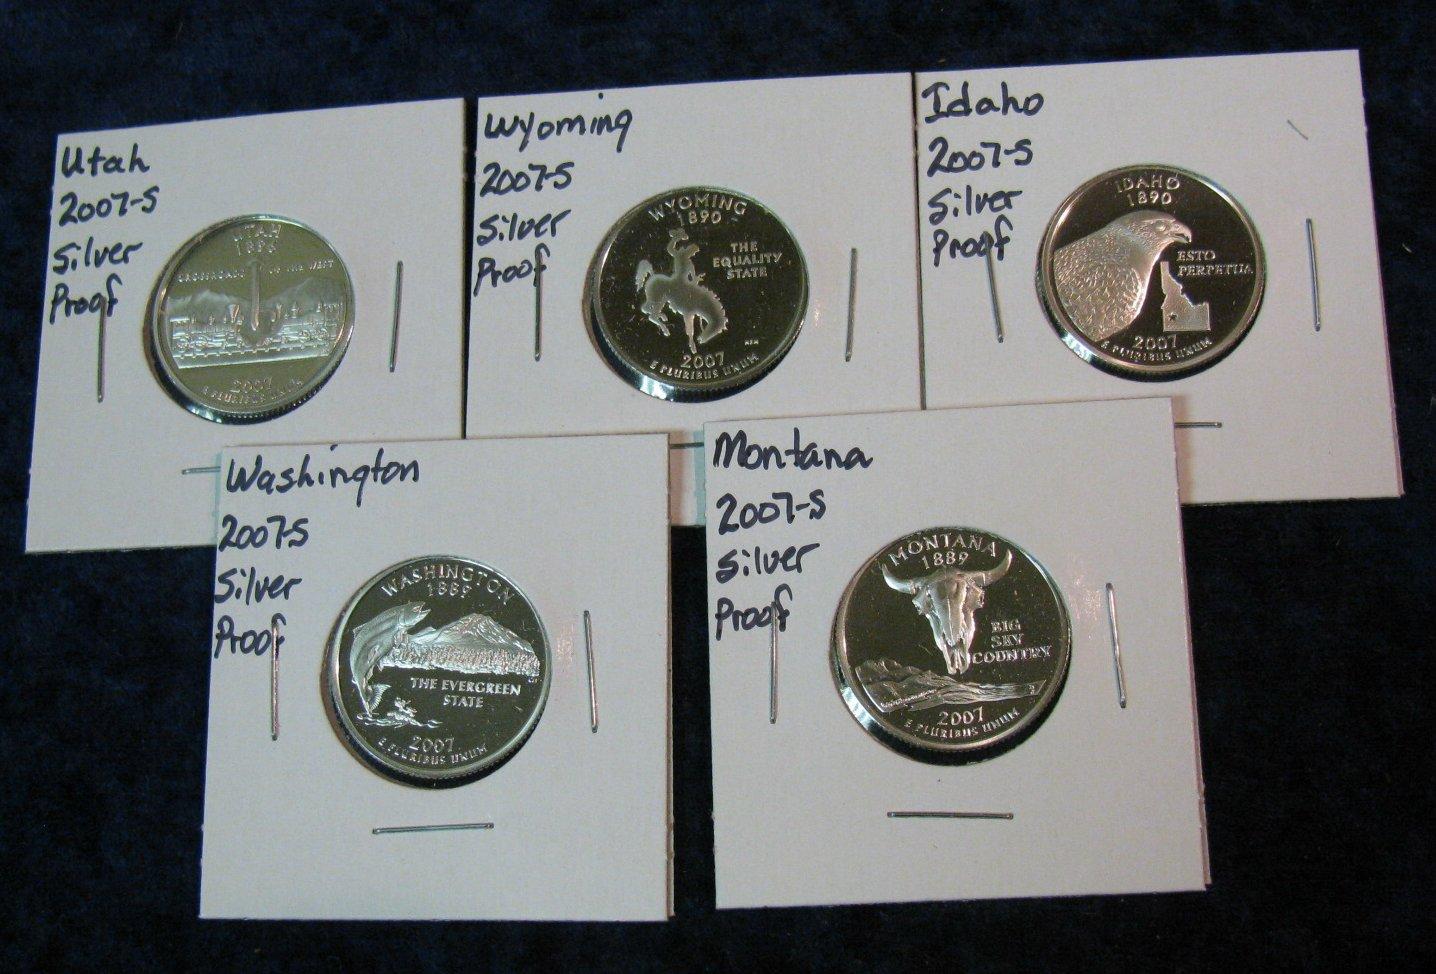 Utah
2007-S
Silver
Proof
UTAH
1896
CROSSROADS OF THE WEST
2007
E PLURIBUS UNUM
Wyoming
2007-S
Silver
Proof
WYOMING
1890
THE
EQUALITY
STATE
2007
E PLURIBUS UNUM
Idaho
2007-S
Silver
Proof
IDAHO
1890
ESTO
PERPETUA
2007
E PLURIBUS UNUM
Washington
2007-S
Silver
Proof
WASHINGTON
1889
THE EVERGREEN
STATE
2007
E PLURIBUS UNUM
Montana
2007-S
Silver
Proof
MONTANA
1889
BIG
SKY
COUNTRY
2007
E PLURIBUS UNUM